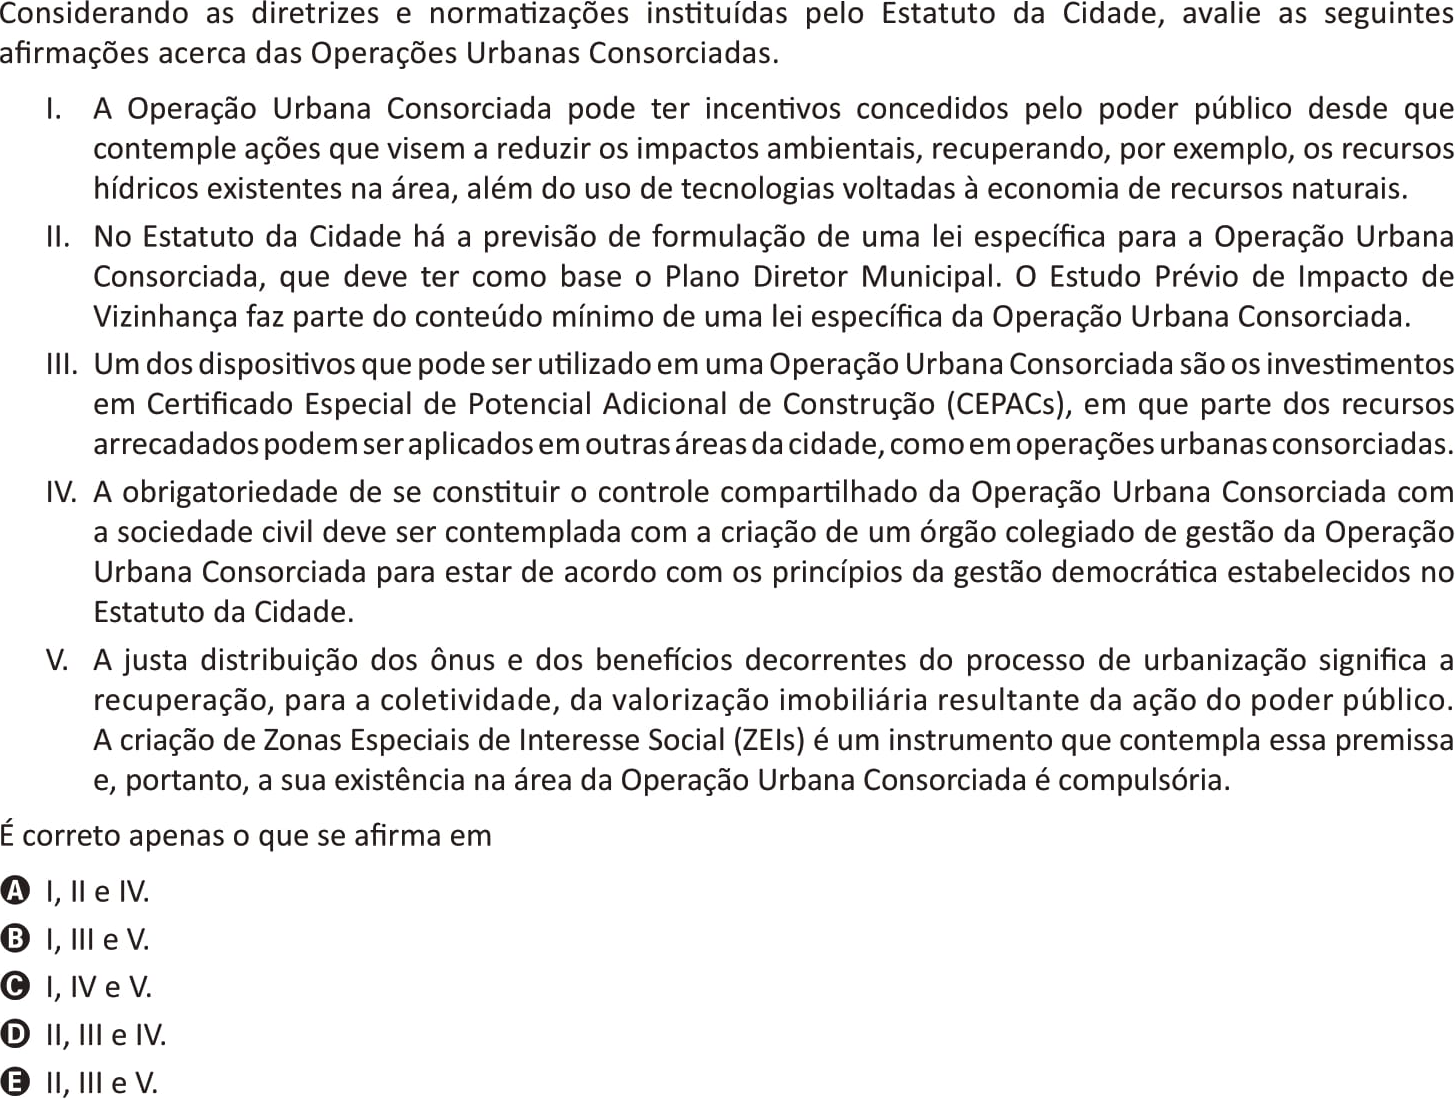 Considerando as diretrizes e normatizações instituídas pelo Estatuto da Cidade, avalie as seguintes
afirmações acerca das Operações Urbanas Consorciadas.
I. A Operação Urbana Consorciada pode ter incentivos concedidos pelo poder público desde que
contemple ações que visem a reduzir os impactos ambientais, recuperando, por exemplo, os recursos
hídricos existentes na área, além do uso de tecnologias voltadas à economia de recursos naturais.
II. No Estatuto da Cidade há a previsão de formulação de uma lei específica para a Operação Urbana
Consorciada, que deve ter como base o Plano Diretor Municipal. O Estudo Prévio de Impacto de
Vizinhança faz parte do conteúdo mínimo de uma lei específica da Operação Urbana Consorciada.
III. Um dos dispositivos que pode ser utilizado em uma Operação Urbana Consorciada são os investimentos
em Certificado Especial de Potencial Adicional de Construção (CEPACs), em que parte dos recursos
arrecadados podem ser aplicados em outras áreas da cidade, como em operações urbanas consorciadas.
IV. A obrigatoriedade de se constituir o controle compartilhado da Operação Urbana Consorciada com
a sociedade civil deve ser contemplada com a criação de um órgão colegiado de gestão da Operação
Urbana Consorciada para estar de acordo com os princípios da gestão democrática estabelecidos no
Estatuto da Cidade.
V. A justa distribuição dos ônus e dos benefícios decorrentes do processo de urbanização significa a
recuperação, para a coletividade, da valorização imobiliária resultante da ação do poder público.
A criação de Zonas Especiais de Interesse Social (ZEIs) é um instrumento que contempla essa premissa
e, portanto, a sua existência na área da Operação Urbana Consorciada é compulsória.
É correto apenas o que se afirma em
A I, II e IV.
B I, III e V.
C I, IV e V.
D II, III e IV.
E II, III e V.